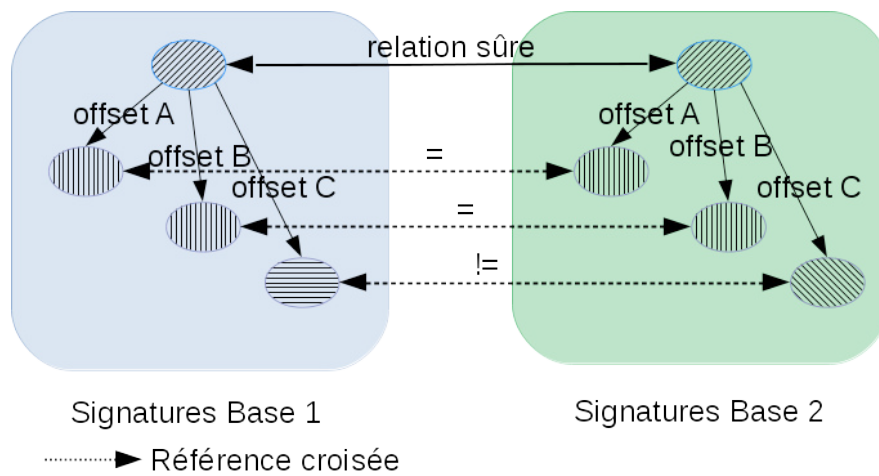 relation sûre
offset A
offset B
offset C
offset A
offset B
offset C
=
=
!=
Signatures Base 1
Signatures Base 2
Référence croisée